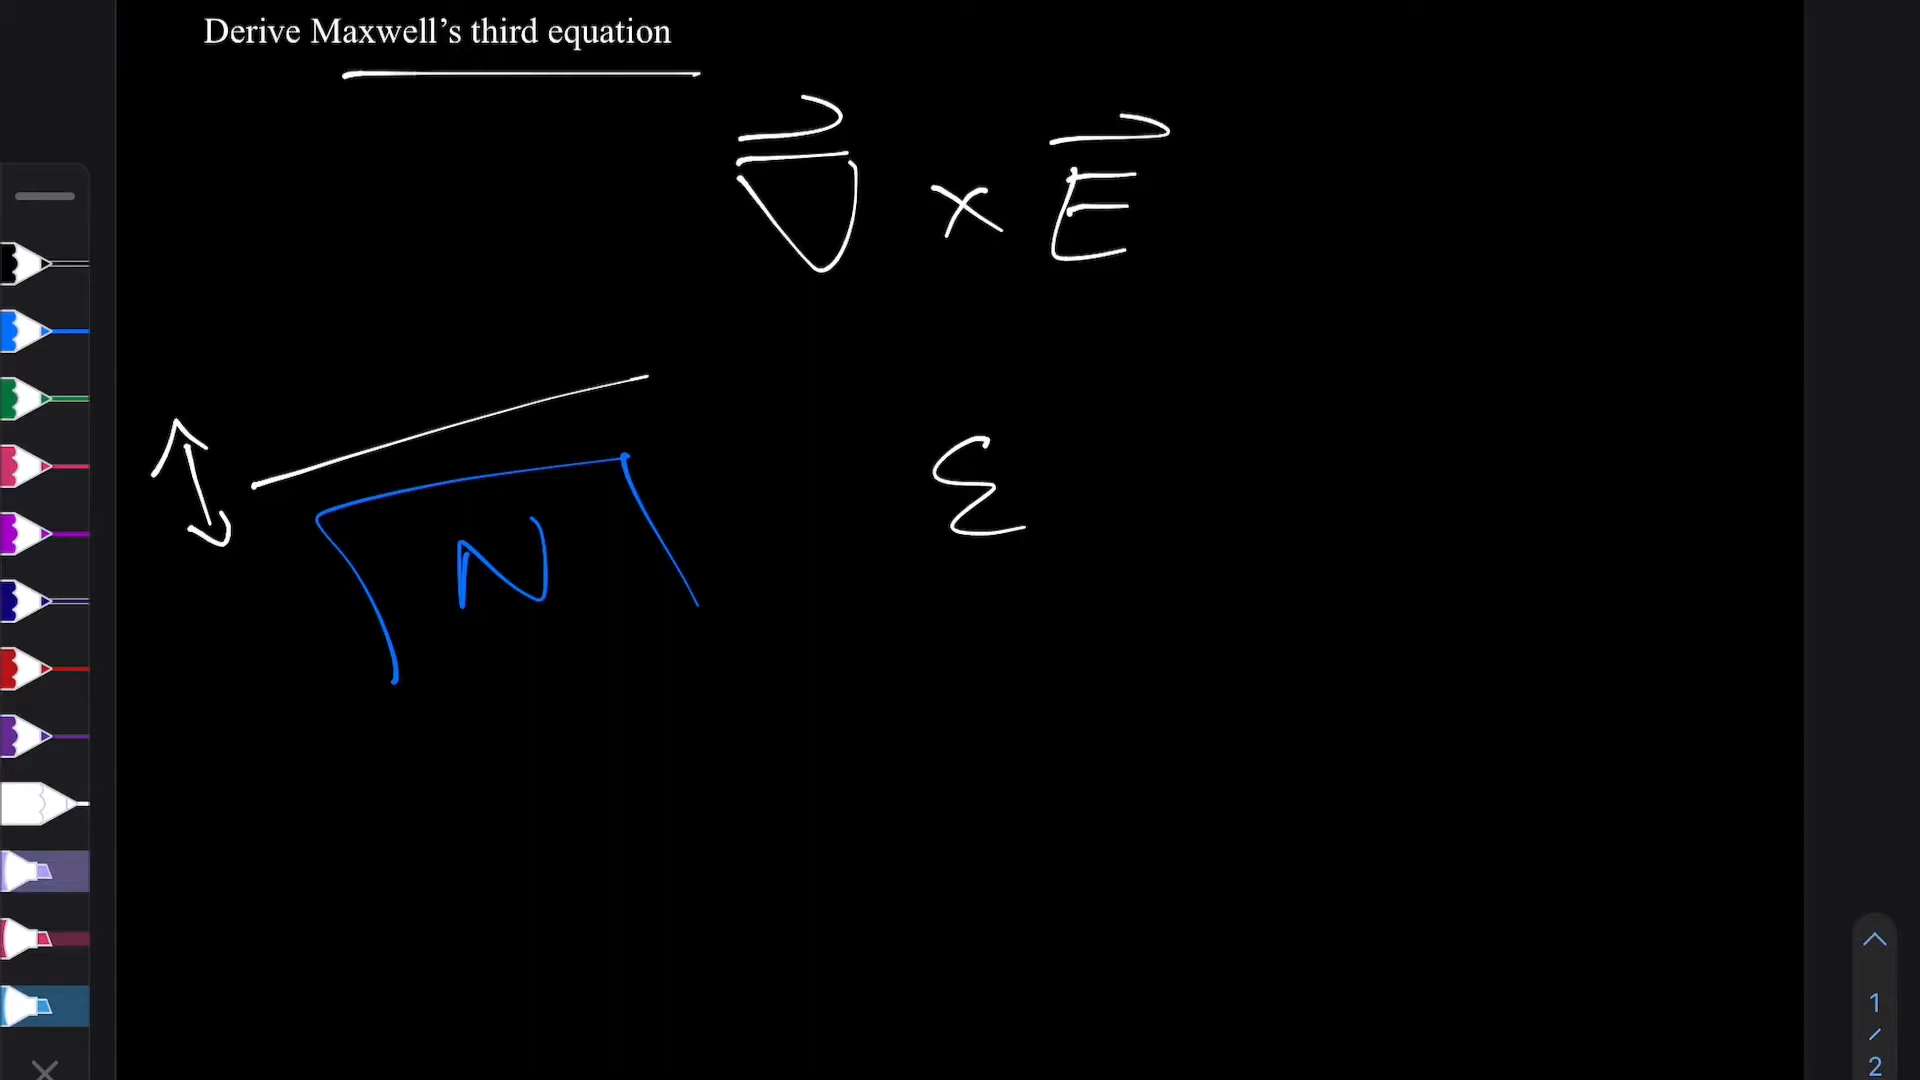 Derive Maxwell’s third equation
∇⃗ × E⃗
ε
N
1
/
2